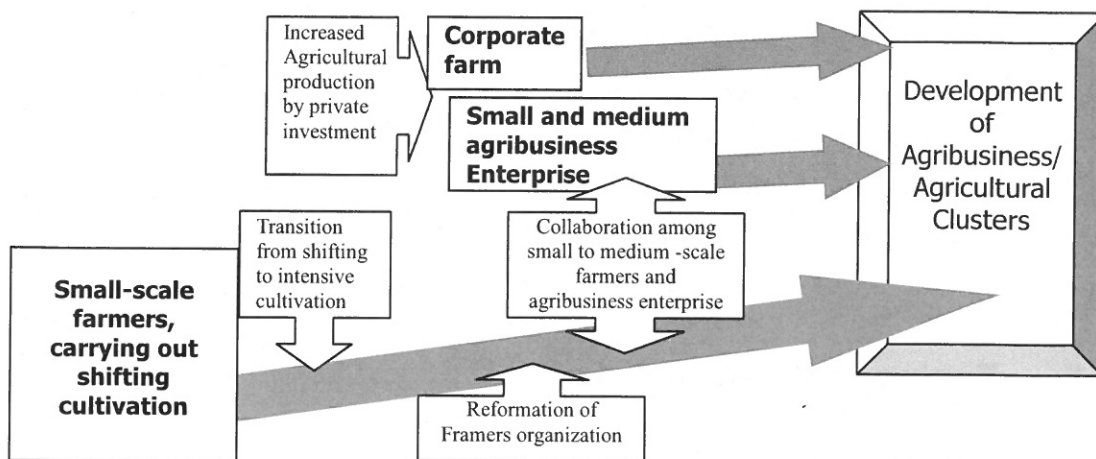 Increased
Agricultural
production
by private
investment
Corporate
farm
Small and medium
agribusiness
Enterprise
Development
of
Agribusiness/
Agricultural
Clusters
Transition
from shifting
to intensive
cultivation
Collaboration among
small to medium -scale
farmers and
agribusiness enterprise
Small-scale
farmers,
carrying out
shifting
cultivation
Reformation of
Framers organization